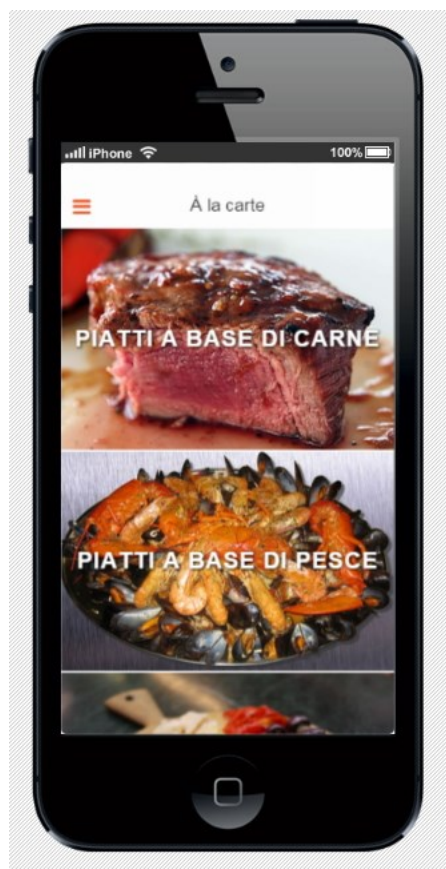 iPhone 100%
À la carte
PIATTI A BASE DI CARNE
PIATTI A BASE DI PESCE